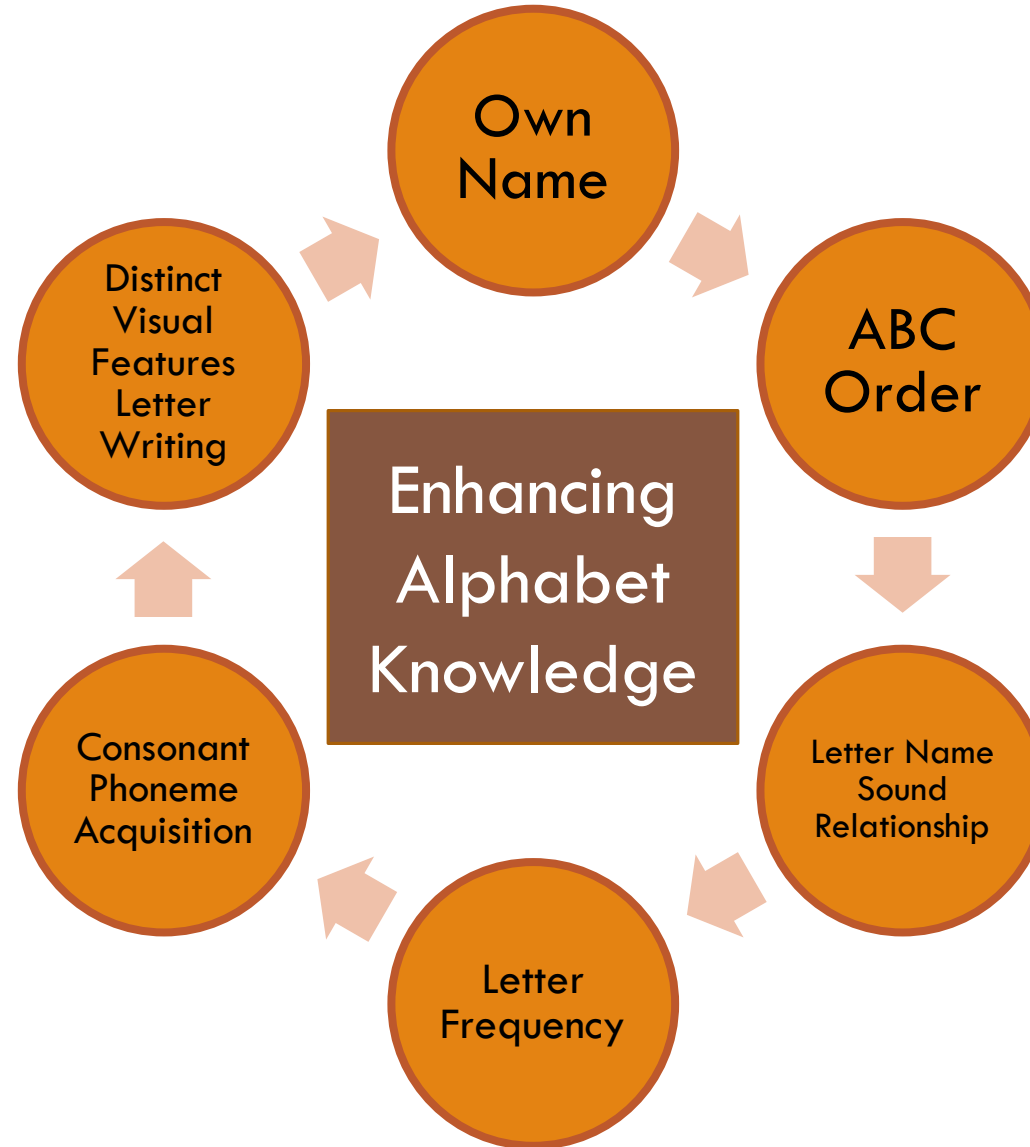 Own
Name
ABC
Order
Letter Name
Sound
Relationship
Letter
Frequency
Consonant
Phoneme
Acquisition
Distinct
Visual
Features
Letter
Writing
Enhancing
Alphabet
Knowledge